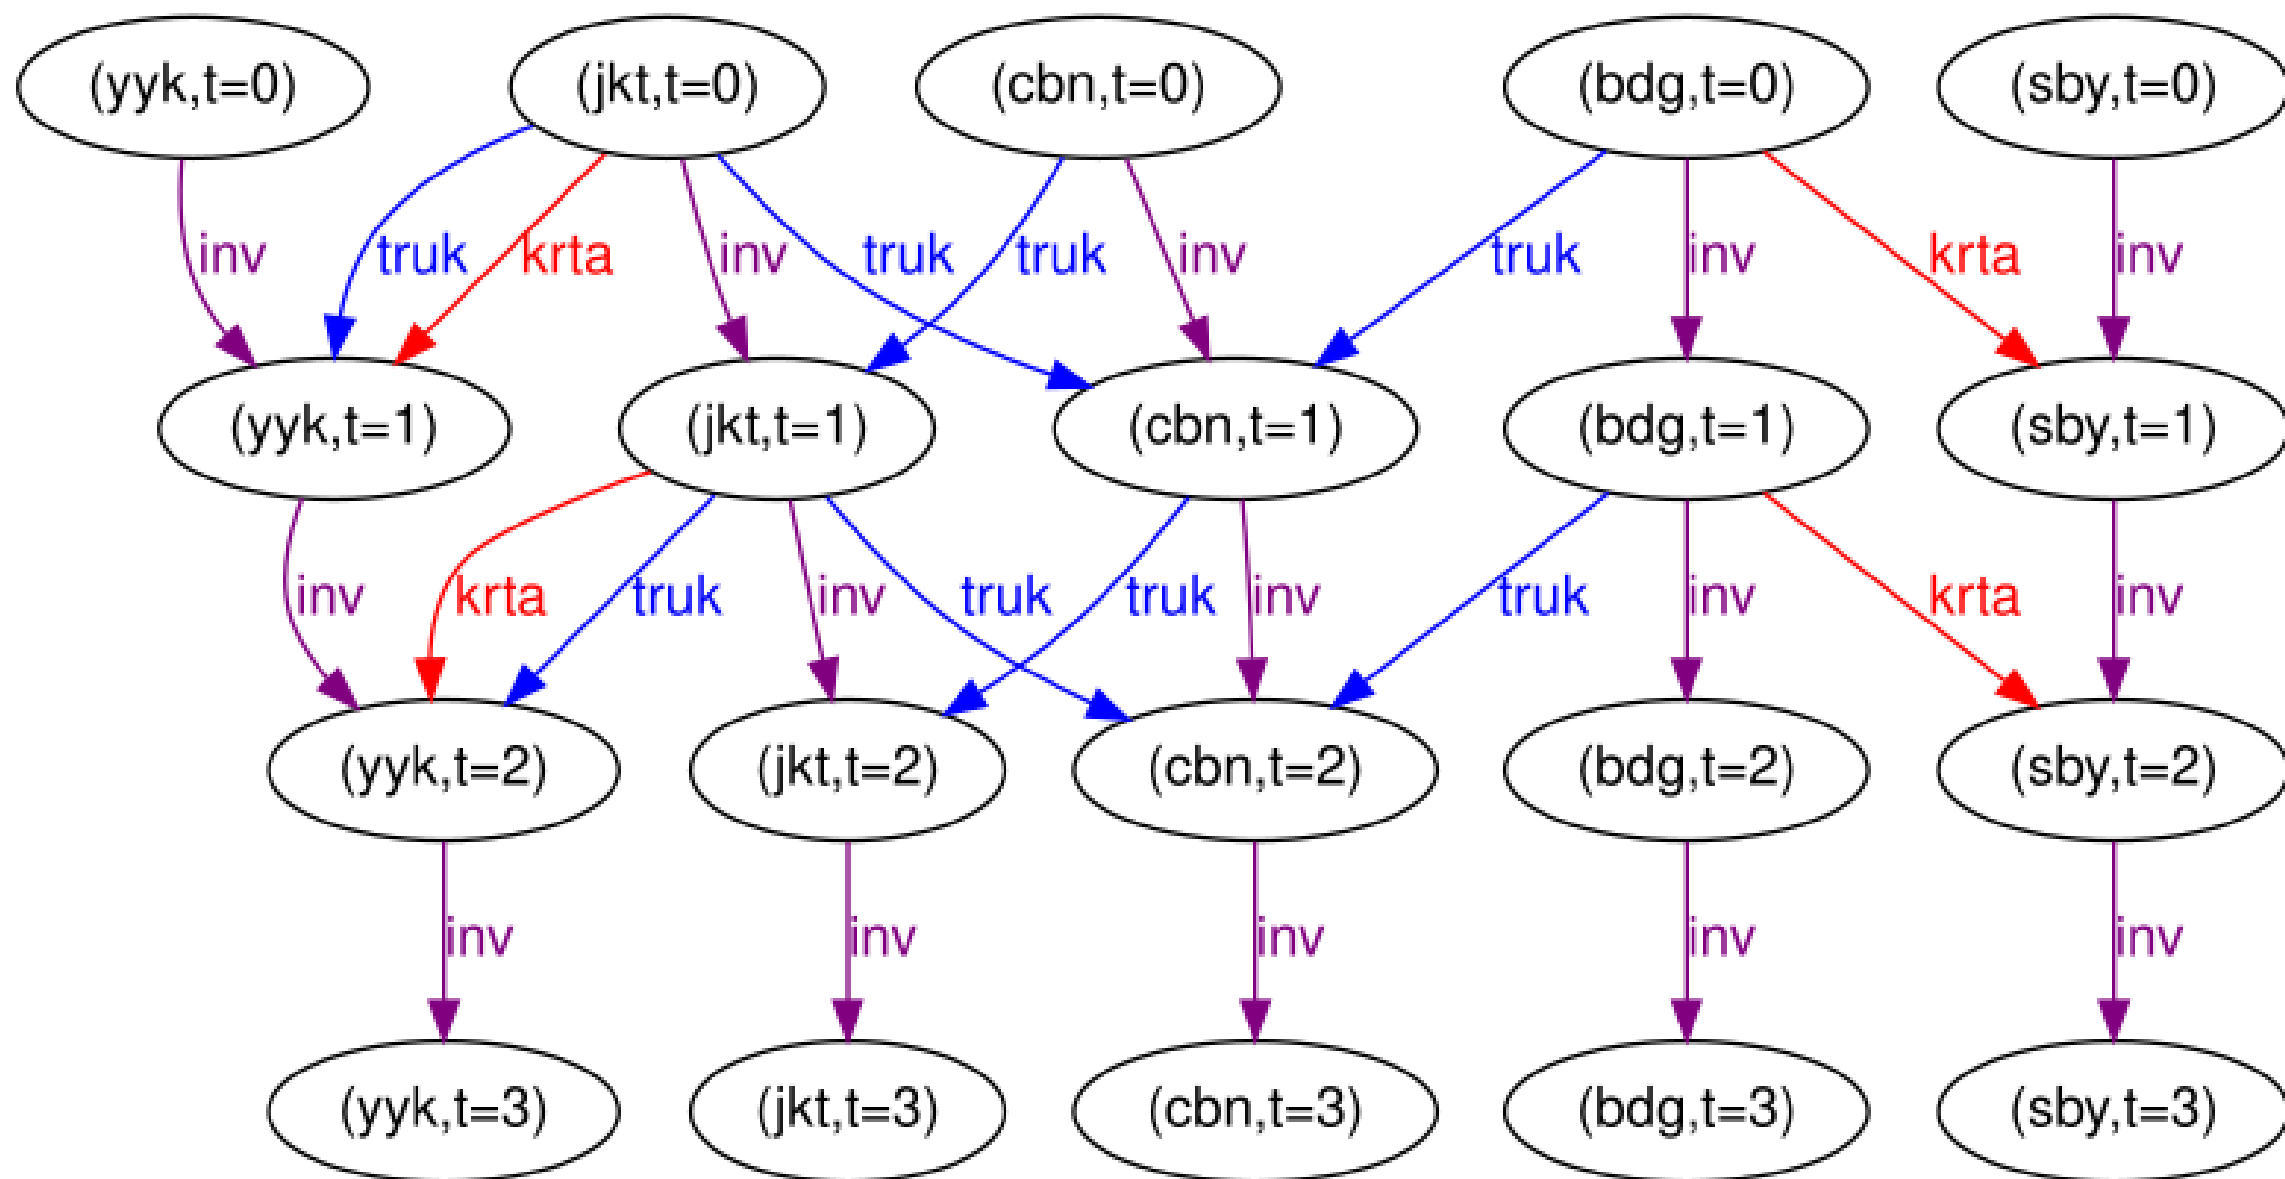 (yyk,t=0) (jkt,t=0) (cbn,t=0) (bdg,t=0) (sby,t=0)
inv truk krta inv truk truk inv truk inv krta inv
(yyk,t=1) (jkt,t=1) (cbn,t=1) (bdg,t=1) (sby,t=1)
inv krta truk inv truk truk inv truk inv krta inv
(yyk,t=2) (jkt,t=2) (cbn,t=2) (bdg,t=2) (sby,t=2)
inv inv inv inv inv
(yyk,t=3) (jkt,t=3) (cbn,t=3) (bdg,t=3) (sby,t=3)